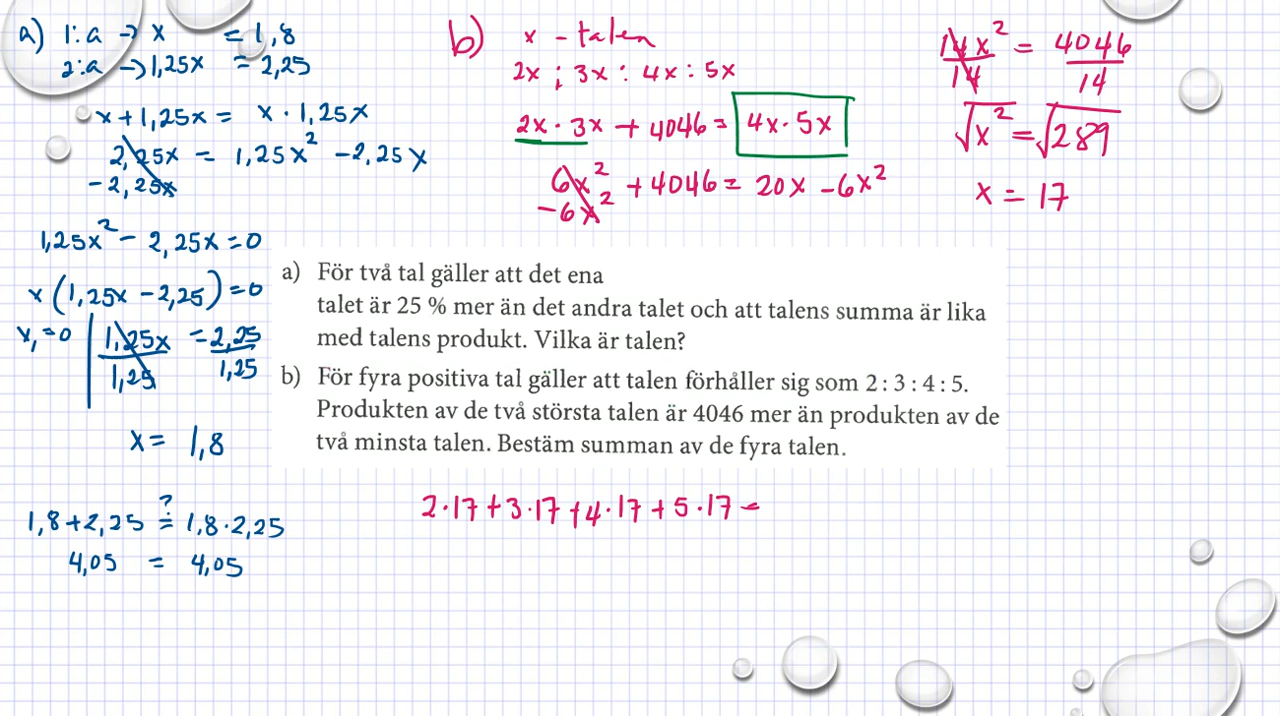 a) 1:a → x = 1,8
2:a → 1,25x = 2,25
x + 1,25x = x · 1,25x
2,25x = 1,25x² - 2,25x
- 2,25x
1,25x² - 2,25x = 0
x (1,25x - 2,25) = 0
x₁ = 0 | 1,25x = 2,25
1,25 1,25
x = 1,8
1,8 + 2,25 ?= 1,8 · 2,25
4,05 = 4,05
b) x - talen
2x ; 3x : 4x : 5x
2x · 3x + 4046 = 4x · 5x
6x² + 4046 = 20x - 6x²
-6x²
14x² = 4046
14 14
√x² = √289
x = 17
a) För två tal gäller att det ena
talet är 25 % mer än det andra talet och att talens summa är lika
med talens produkt. Vilka är talen?
b) För fyra positiva tal gäller att talen förhåller sig som 2 : 3 : 4 : 5.
Produkten av de två största talen är 4046 mer än produkten av de
två minsta talen. Bestäm summan av de fyra talen.
2·17 + 3·17 + 4·17 + 5·17 =